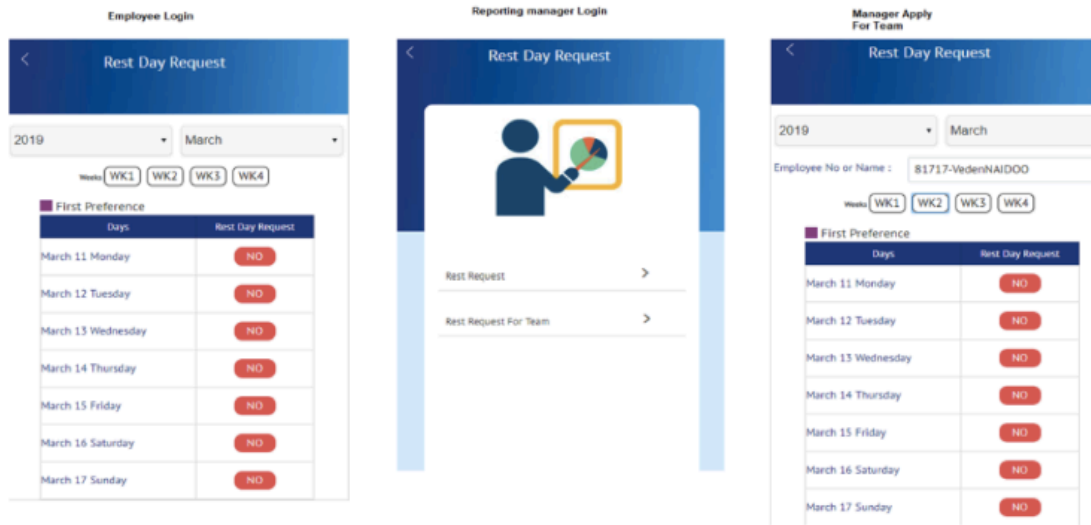 Employee Login
Rest Day Request
2019 March
Weeks WK1 WK2 WK3 WK4
First Preference
Days Rest Day Request
March 11 Monday NO
March 12 Tuesday NO
March 13 Wednesday NO
March 14 Thursday NO
March 15 Friday NO
March 16 Saturday NO
March 17 Sunday NO
Reporting manager Login
Rest Day Request
Rest Request
Rest Request For Team
Manager Apply
For Team
Rest Day Request
2019 March
Employee No or Name : 81717-VedenNAIDOO
Weeks WK1 WK2 WK3 WK4
First Preference
Days Rest Day Request
March 11 Monday NO
March 12 Tuesday NO
March 13 Wednesday NO
March 14 Thursday NO
March 15 Friday NO
March 16 Saturday NO
March 17 Sunday NO